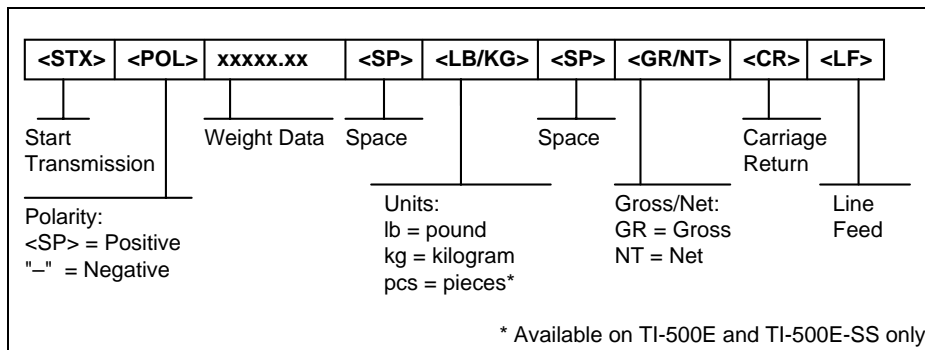 <STX> <POL> xxxxx.xx <SP> <LB/KG> <SP> <GR/NT> <CR> <LF>
Start
Transmission
Weight Data
Space
Space
Carriage
Return
Polarity:
<SP> = Positive
"–" = Negative
Units:
lb = pound
kg = kilogram
pcs = pieces*
Gross/Net:
GR = Gross
NT = Net
Line
Feed
* Available on TI-500E and TI-500E-SS only